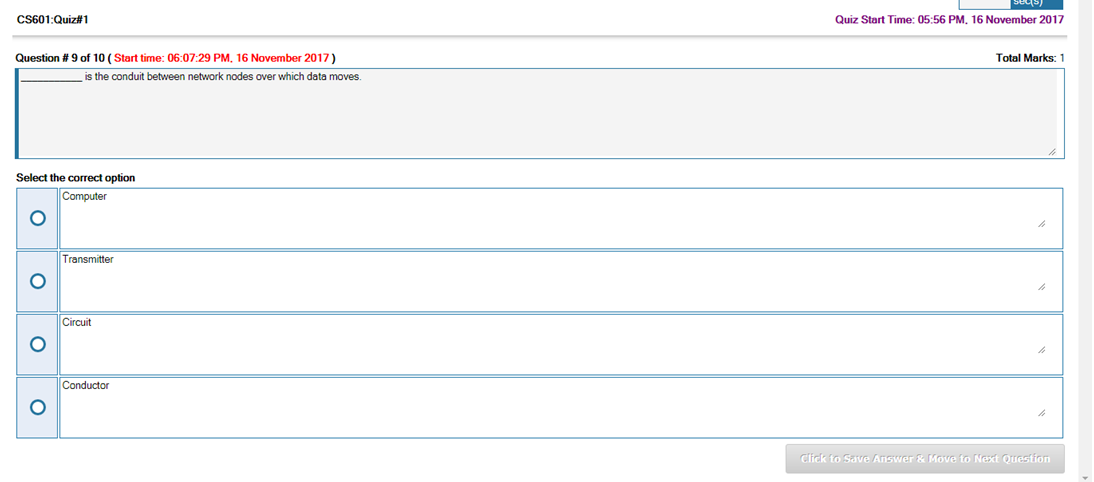 sec(s)
CS601:Quiz#1
Quiz Start Time: 05:56 PM, 16 November 2017
Question # 9 of 10 ( Start time: 06:07:29 PM, 16 November 2017 )
Total Marks: 1
____________ is the conduit between network nodes over which data moves.
Select the correct option
Computer
Transmitter
Circuit
Conductor
Click to Save Answer & Move to Next Question